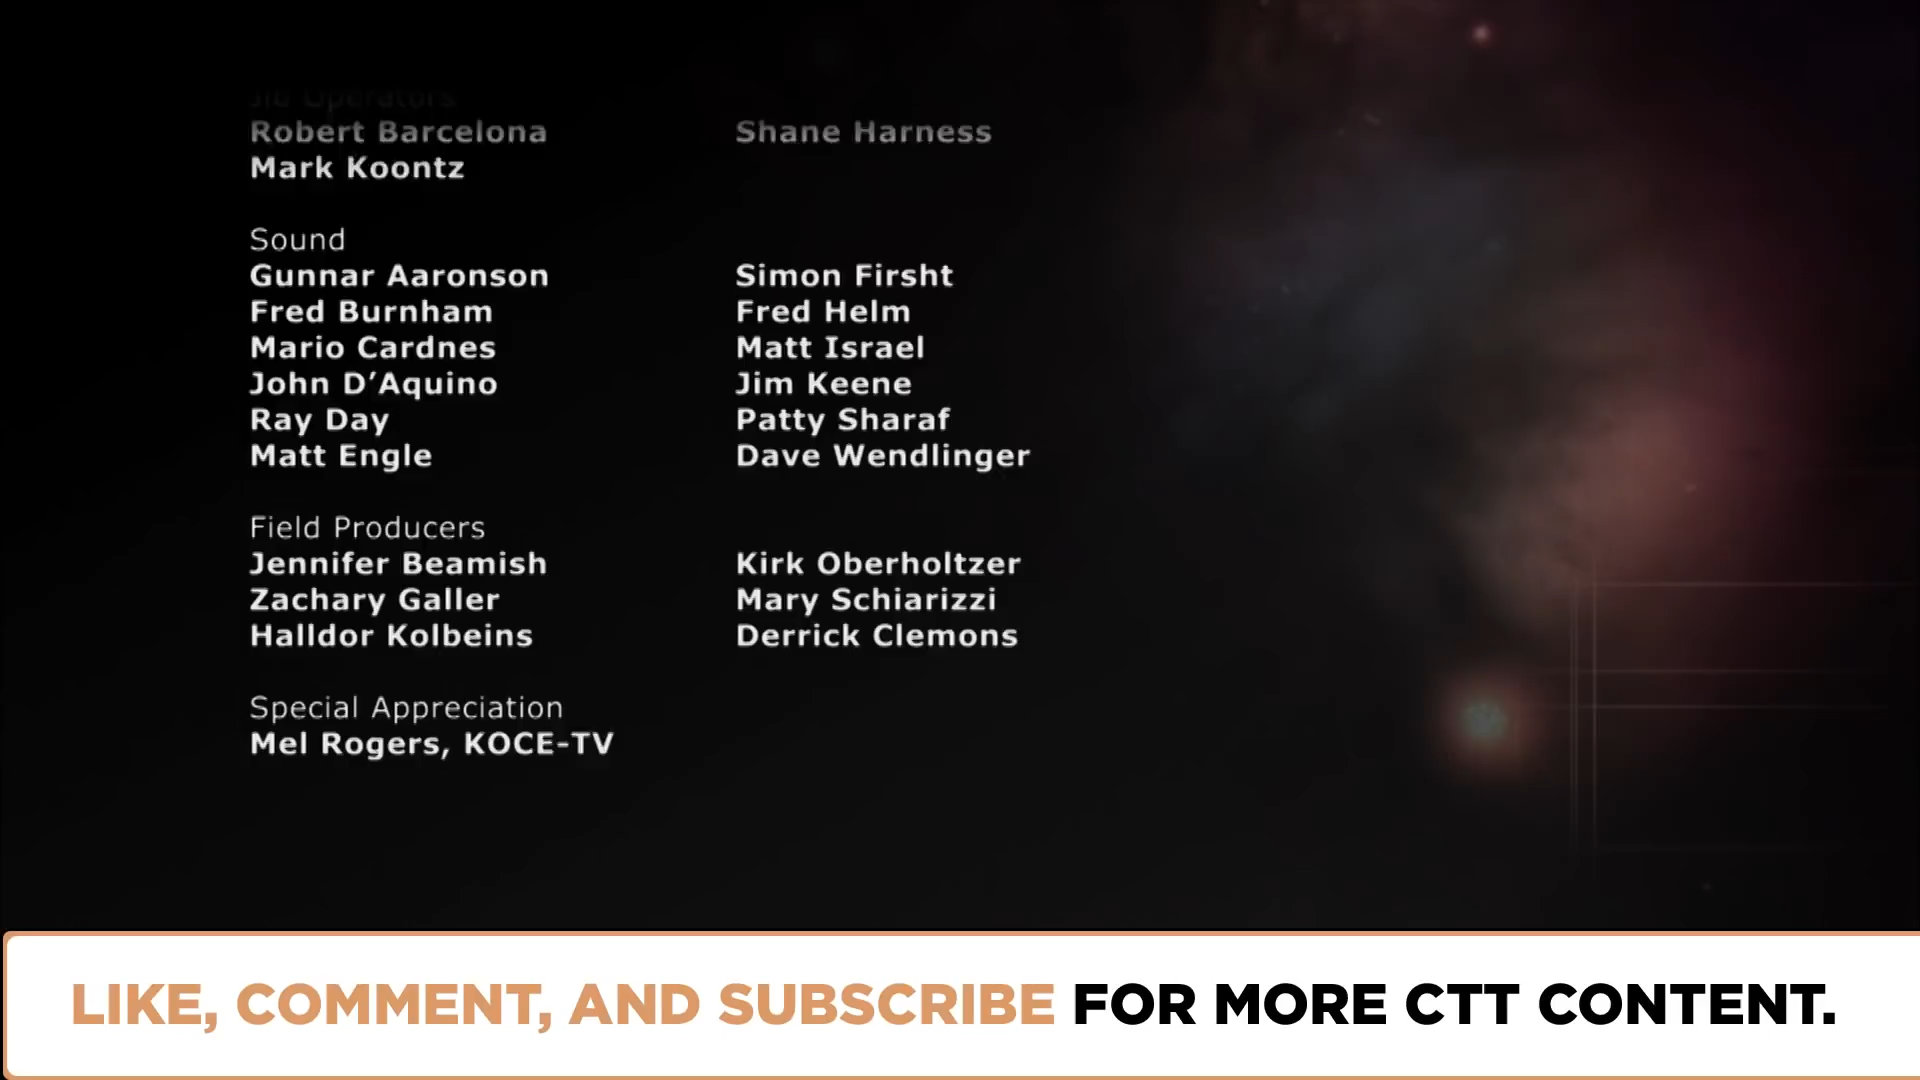 Jib Operators
Robert Barcelona Shane Harness
Mark Koontz
Sound
Gunnar Aaronson Simon Firsht
Fred Burnham Fred Helm
Mario Cardnes Matt Israel
John D’Aquino Jim Keene
Ray Day Patty Sharaf
Matt Engle Dave Wendlinger
Field Producers
Jennifer Beamish Kirk Oberholtzer
Zachary Galler Mary Schiarizzi
Halldor Kolbeins Derrick Clemons
Special Appreciation
Mel Rogers, KOCE-TV
LIKE, COMMENT, AND SUBSCRIBE FOR MORE CTT CONTENT.